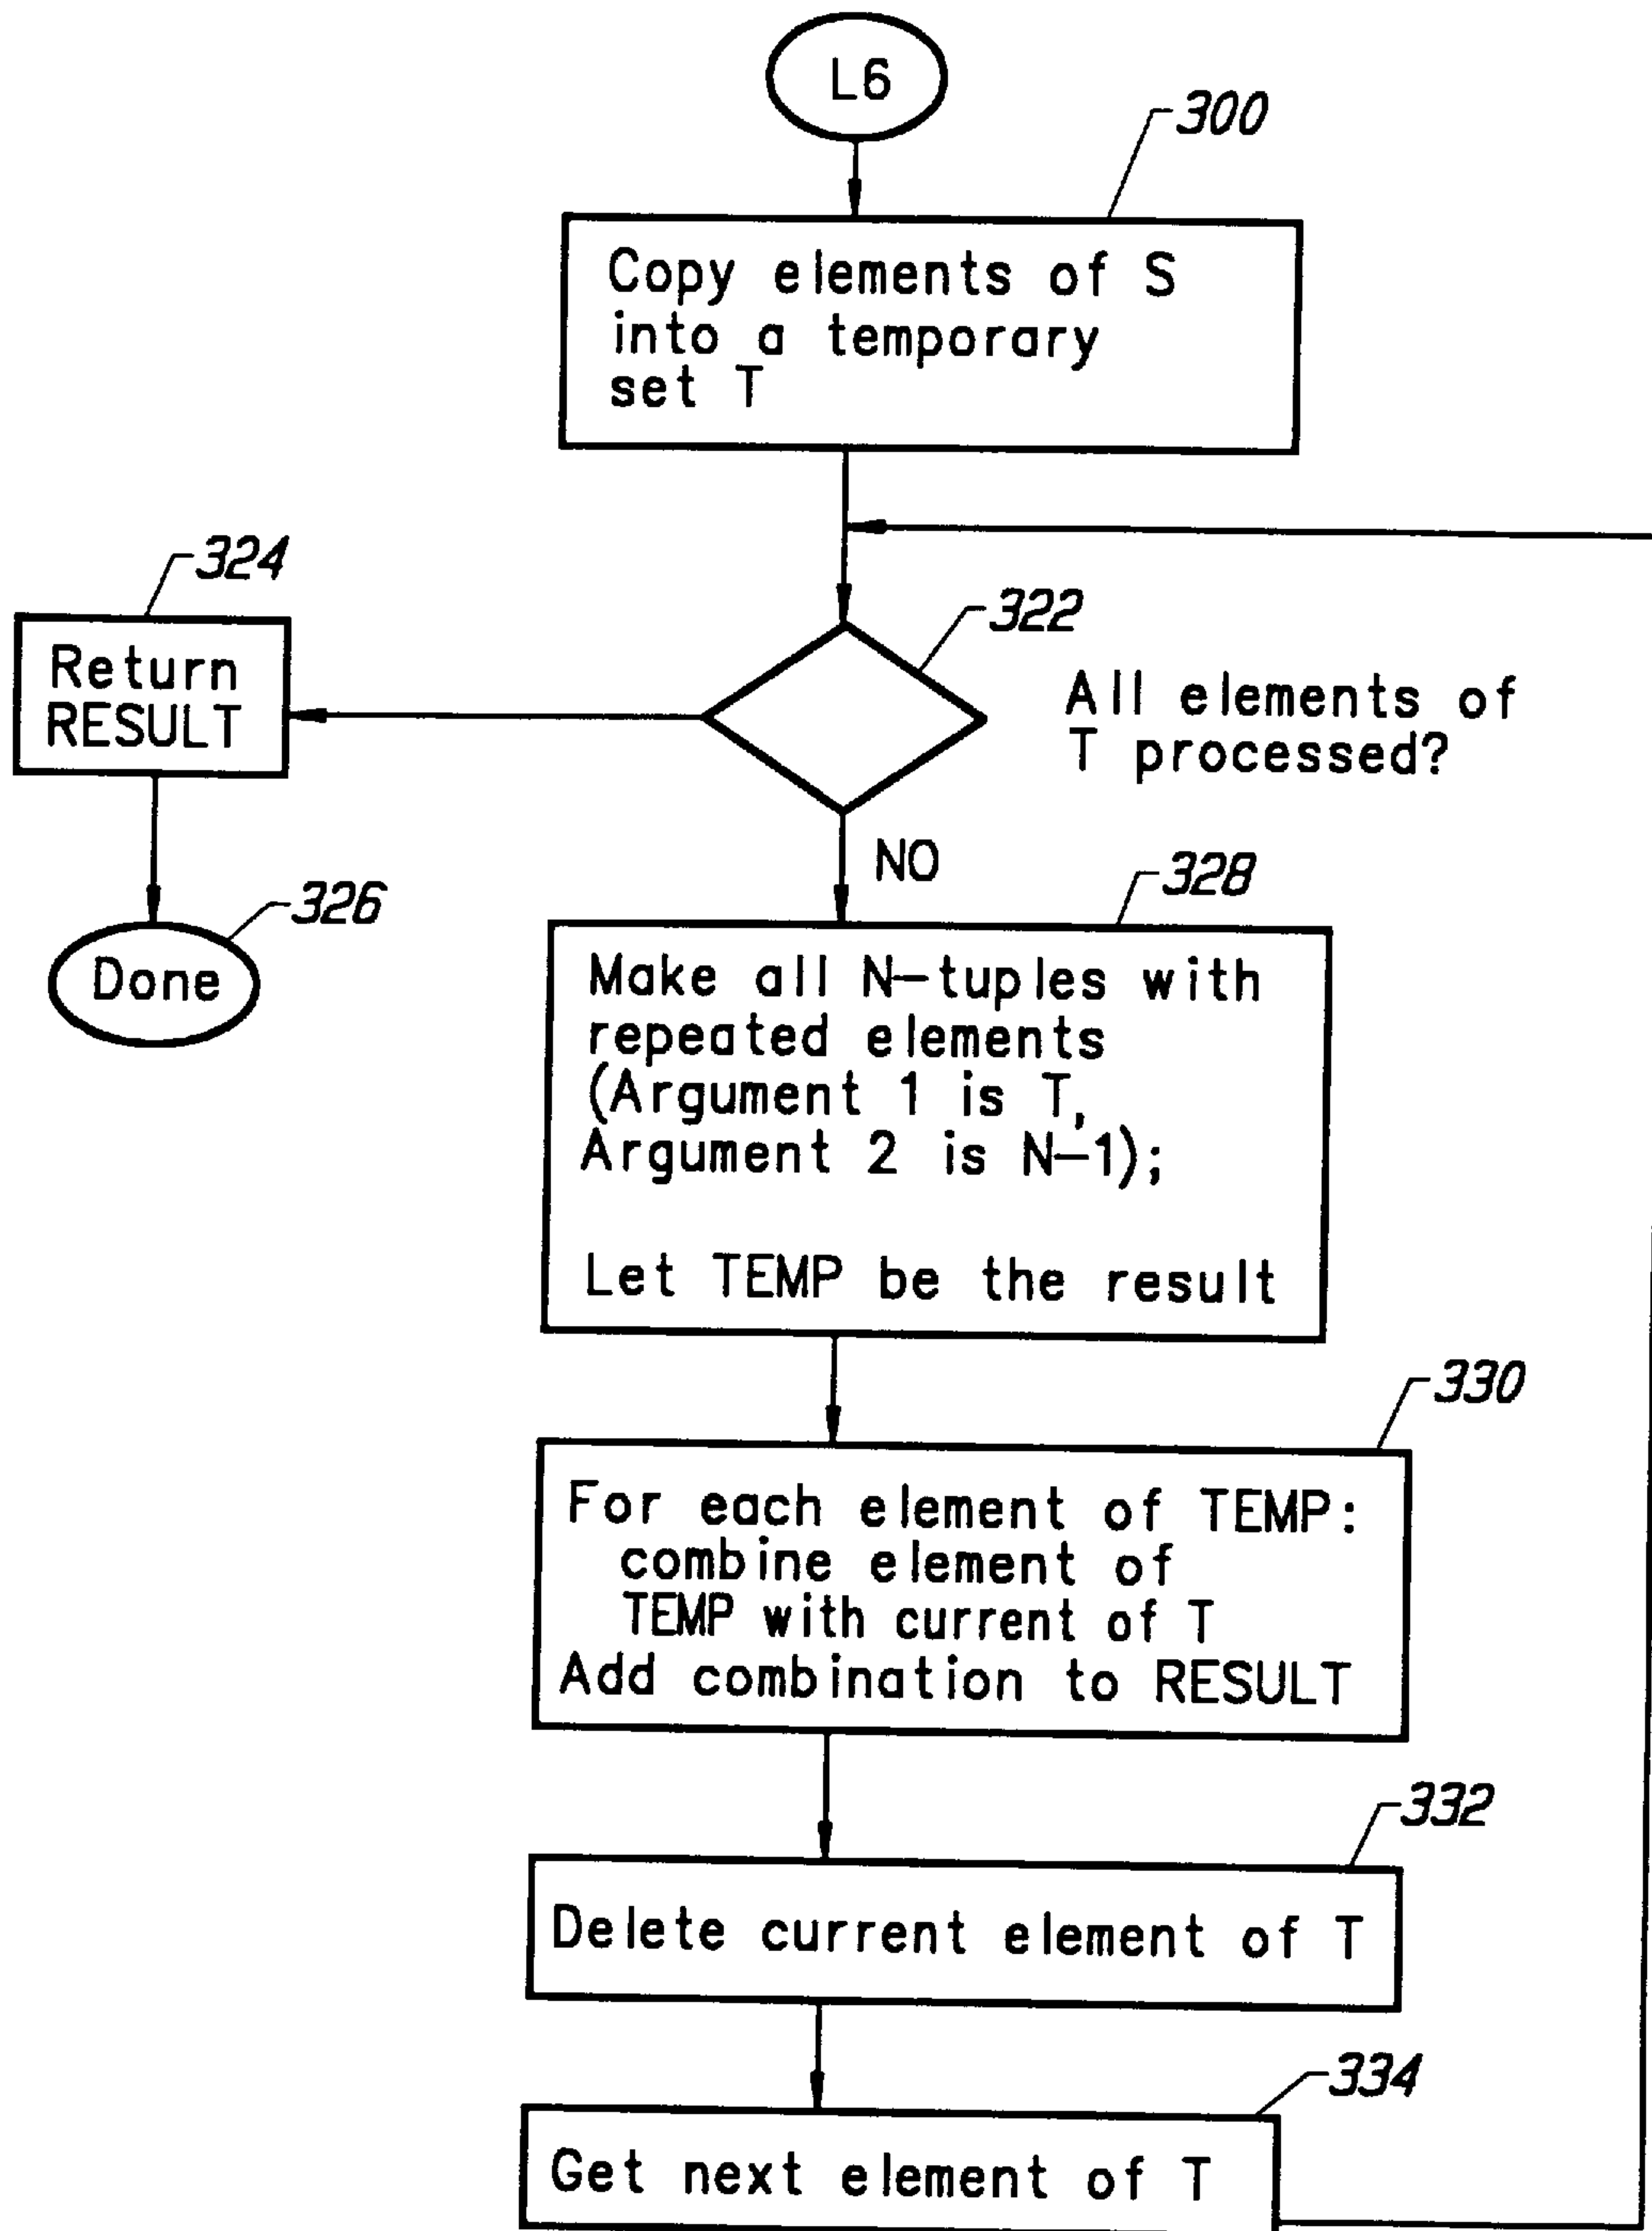 L6
300
Copy elements of S
into a temporary
set T
324
322
Return
RESULT
All elements of
T processed?
NO
328
326
Done
Make all N-tuples with
repeated elements
(Argument 1 is T,
Argument 2 is N-1);
Let TEMP be the result
330
For each element of TEMP:
combine element of
TEMP with current of T
Add combination to RESULT
332
Delete current element of T
334
Get next element of T